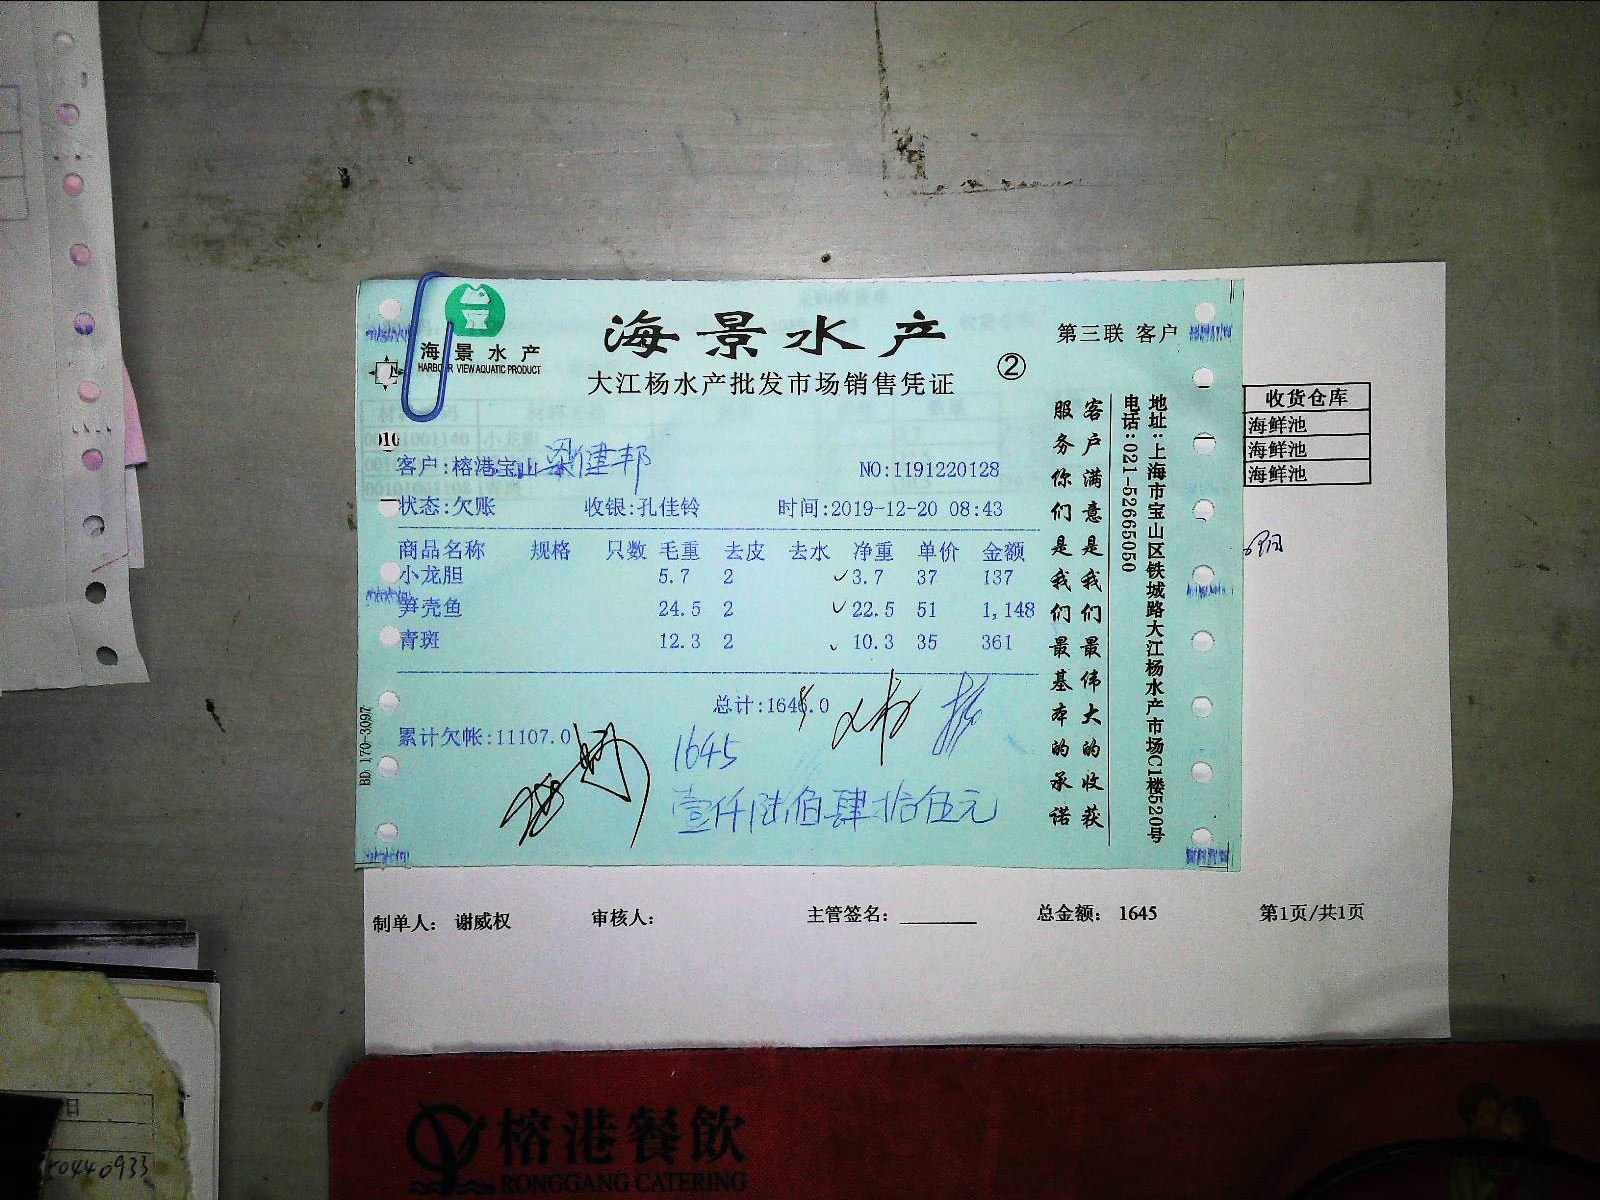 海景水产
HARBOUR VIEW AQUATIC PRODUCT
海景水产
第三联 客户
大江杨水产批发市场销售凭证
②
客户:榕港宝山 梁健邦
NO:1191220128
状态:欠账 收银:孔佳铃 时间:2019-12-20 08:43
商品名称 规格 只数 毛重 去皮 去水 净重 单价 金额
小龙胆 5.7 2 ✓3.7 37 137
笋壳鱼 24.5 2 ✓22.5 51 1,148
青斑 12.3 2 ✓10.3 35 361
总计:1646.0
累计欠帐:11107.0
1645
壹仟陆佰肆拾伍元
BD 170-3097
客户满意是我们最伟大的收获
服务你们是我们最基本的承诺
地址:上海市宝山区铁城路大江杨水产市场C1楼520号
电话:021-52665050
收货仓库
海鲜池
海鲜池
海鲜池
制单人: 谢威权 审核人: 主管签名: 总金额: 1645 第1页/共1页
榕港餐飲
RONGGANG CATERING
50440933